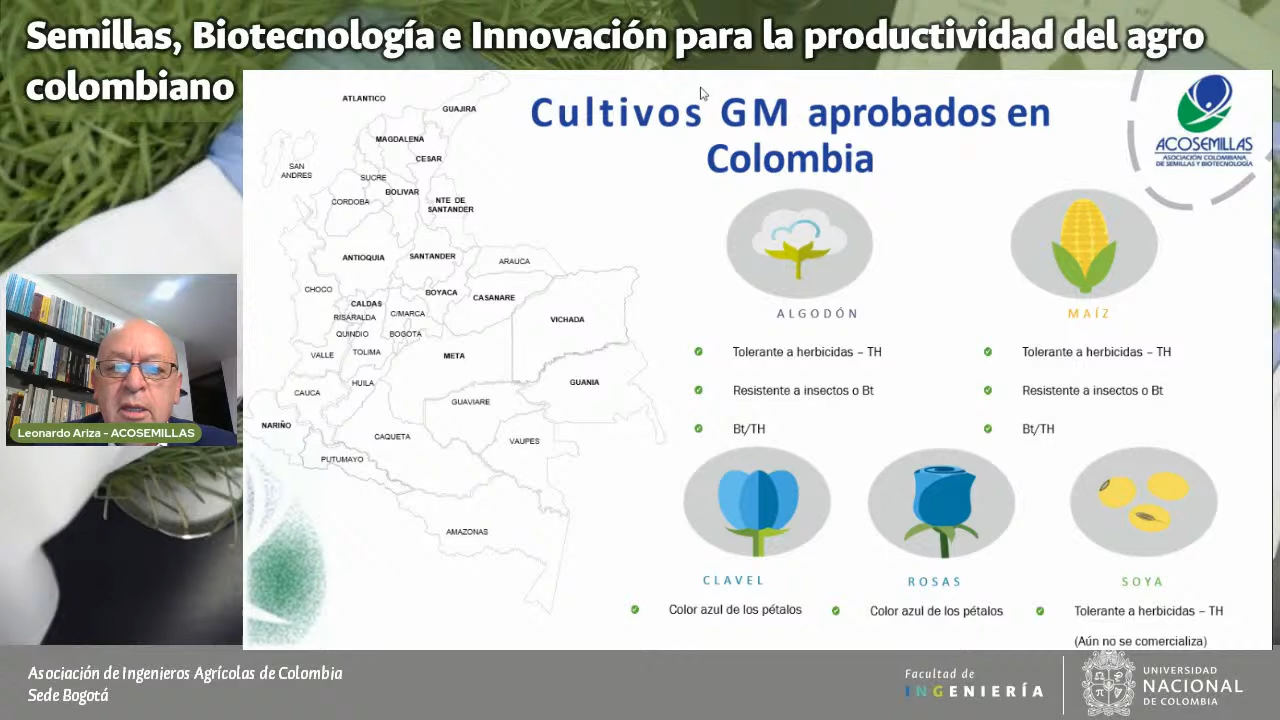 Semillas, Biotecnología e Innovación para la productividad del agro
colombiano
Cultivos GM aprobados en
Colombia
ACOSEMILLAS
ASOCIACIÓN COLOMBIANA
DE SEMILLAS Y BIOTECNOLOGÍA
ATLANTICO
GUAJIRA
MAGDALENA
CESAR
SAN
ANDRES
SUCRE
BOLIVAR
CORDOBA
NTE DE
SANTANDER
ANTIOQUIA
SANTANDER
ARAUCA
CHOCO
BOYACA
CASANARE
CALDAS
RISARALDA
C/MARCA
VICHADA
QUINDIO
BOGOTA
VALLE
TOLIMA
META
HUILA
GUANIA
CAUCA
GUAVIARE
NARIÑO
CAQUETA
VAUPES
PUTUMAYO
AMAZONAS
ALGODÓN
Tolerante a herbicidas – TH
Resistente a insectos o Bt
Bt/TH
MAÍZ
Tolerante a herbicidas – TH
Resistente a insectos o Bt
Bt/TH
CLAVEL
Color azul de los pétalos
ROSAS
Color azul de los pétalos
SOYA
Tolerante a herbicidas – TH
(Aún no se comercializa)
Leonardo Ariza - ACOSEMILLAS
Asociación de Ingenieros Agrícolas de Colombia
Sede Bogotá
Facultad de
INGENIERÍA
UNIVERSIDAD
NACIONAL
DE COLOMBIA